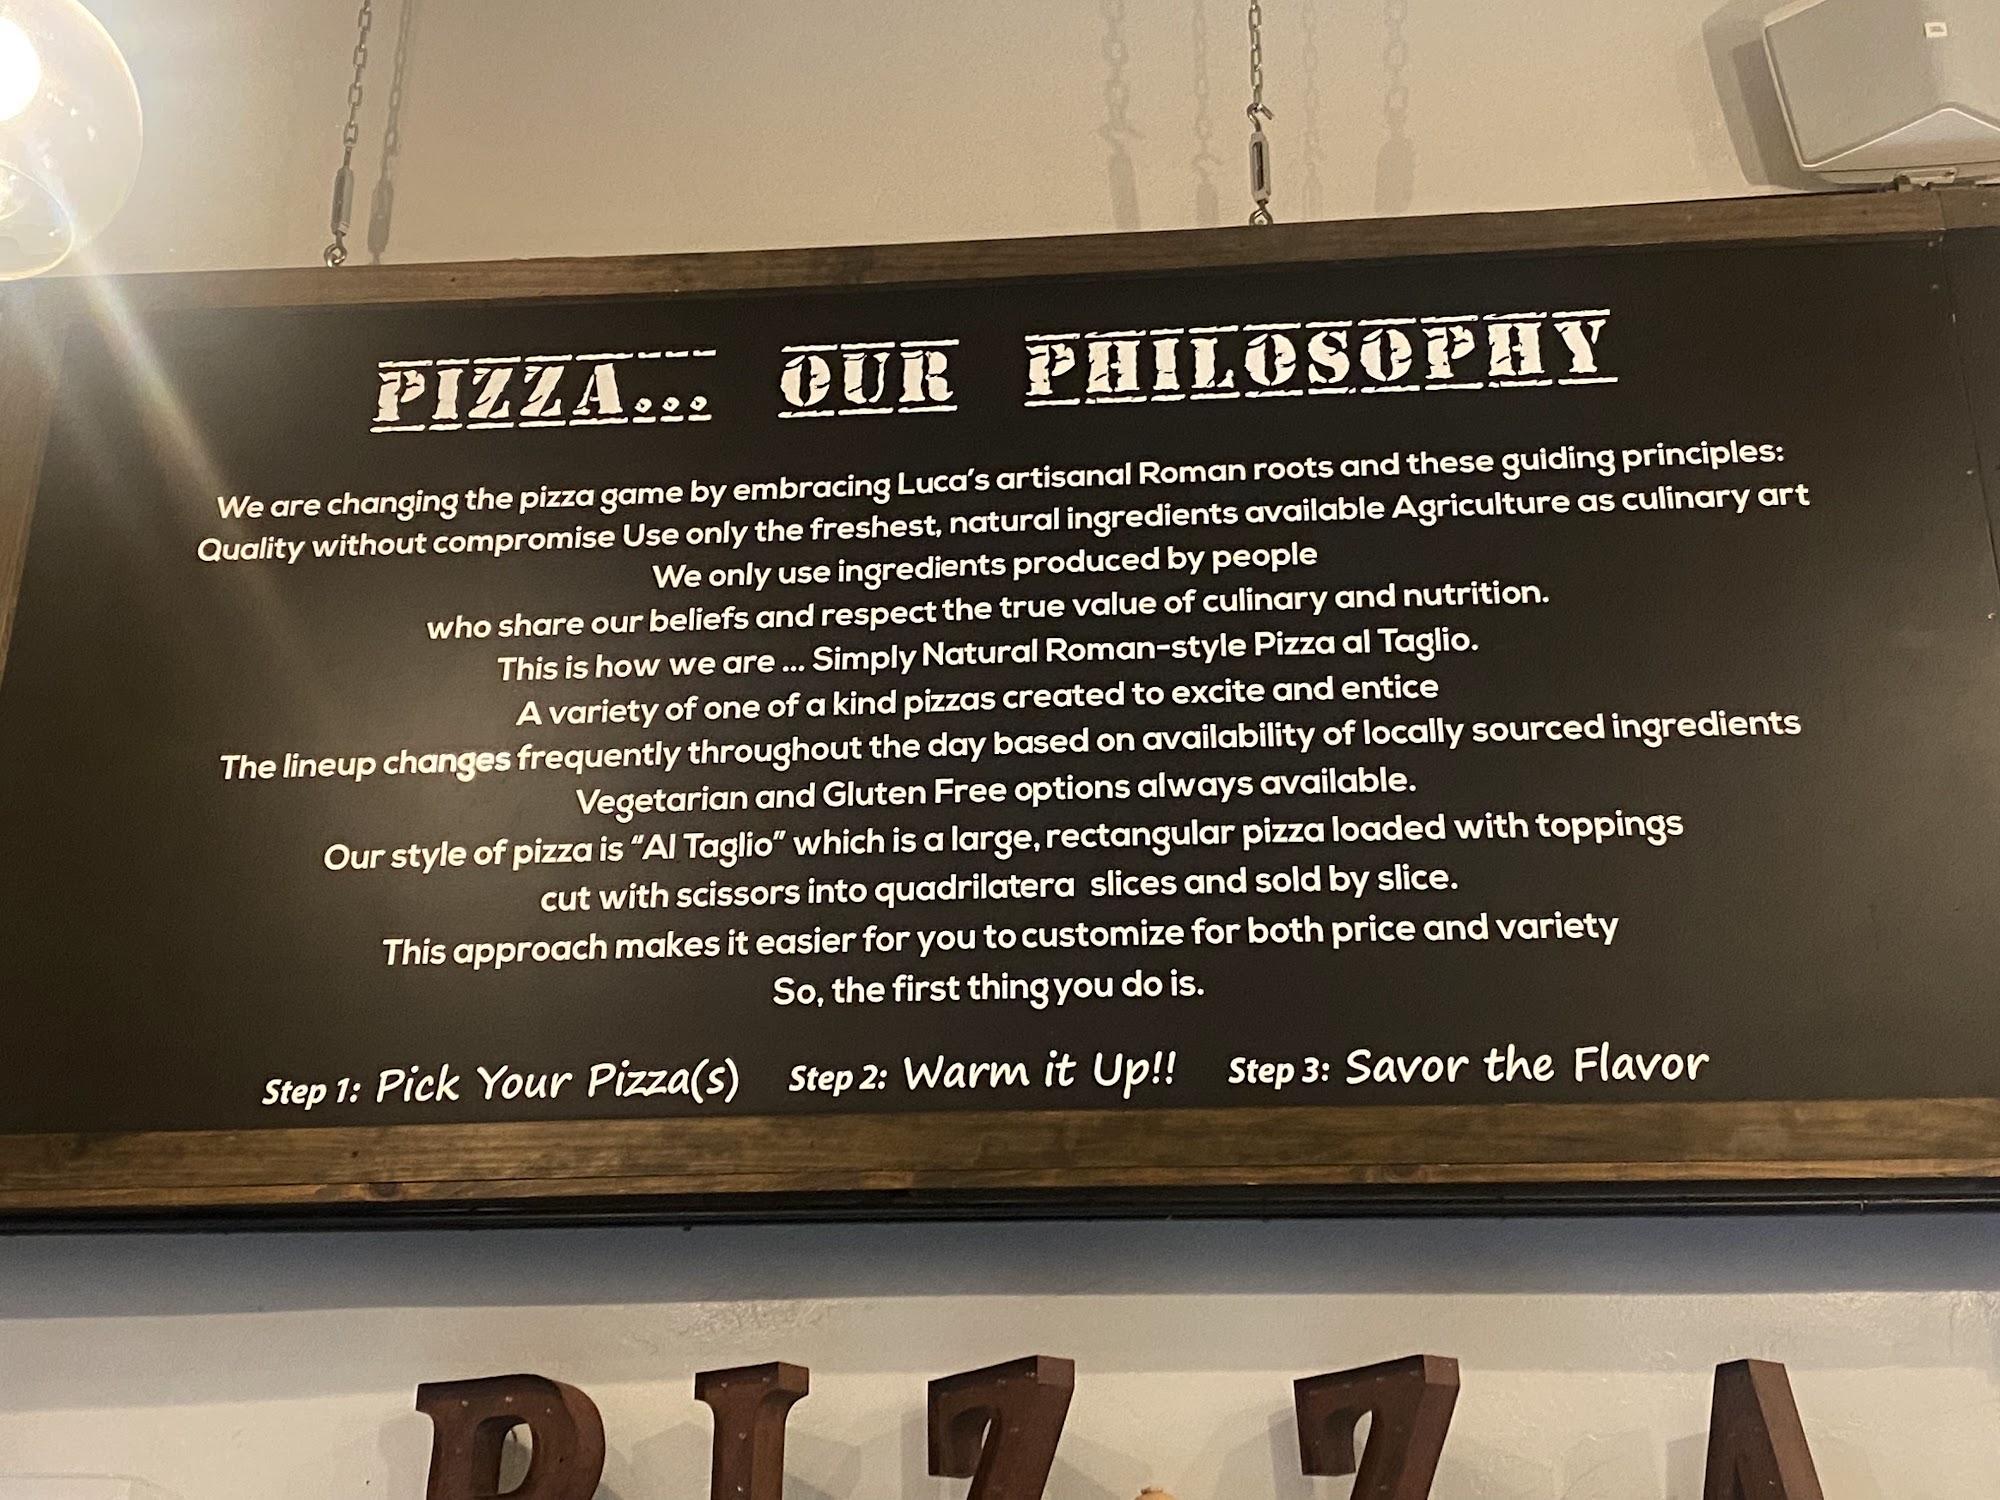 PIZZA... OUR PHILOSOPHY
We are changing the pizza game by embracing Luca's artisanal Roman roots and these guiding principles:
Quality without compromise Use only the freshest, natural ingredients available Agriculture as culinary art
We only use ingredients produced by people
who share our beliefs and respect the true value of culinary and nutrition.
This is how we are ... Simply Natural Roman-style Pizza al Taglio.
A variety of one of a kind pizzas created to excite and entice
The lineup changes frequently throughout the day based on availability of locally sourced ingredients
Vegetarian and Gluten Free options always available.
Our style of pizza is “Al Taglio” which is a large, rectangular pizza loaded with toppings
cut with scissors into quadrilatera slices and sold by slice.
This approach makes it easier for you to customize for both price and variety
So, the first thing you do is.
Step 1: Pick Your Pizza(s) Step 2: Warm it Up!! Step 3: Savor the Flavor
PIZZA